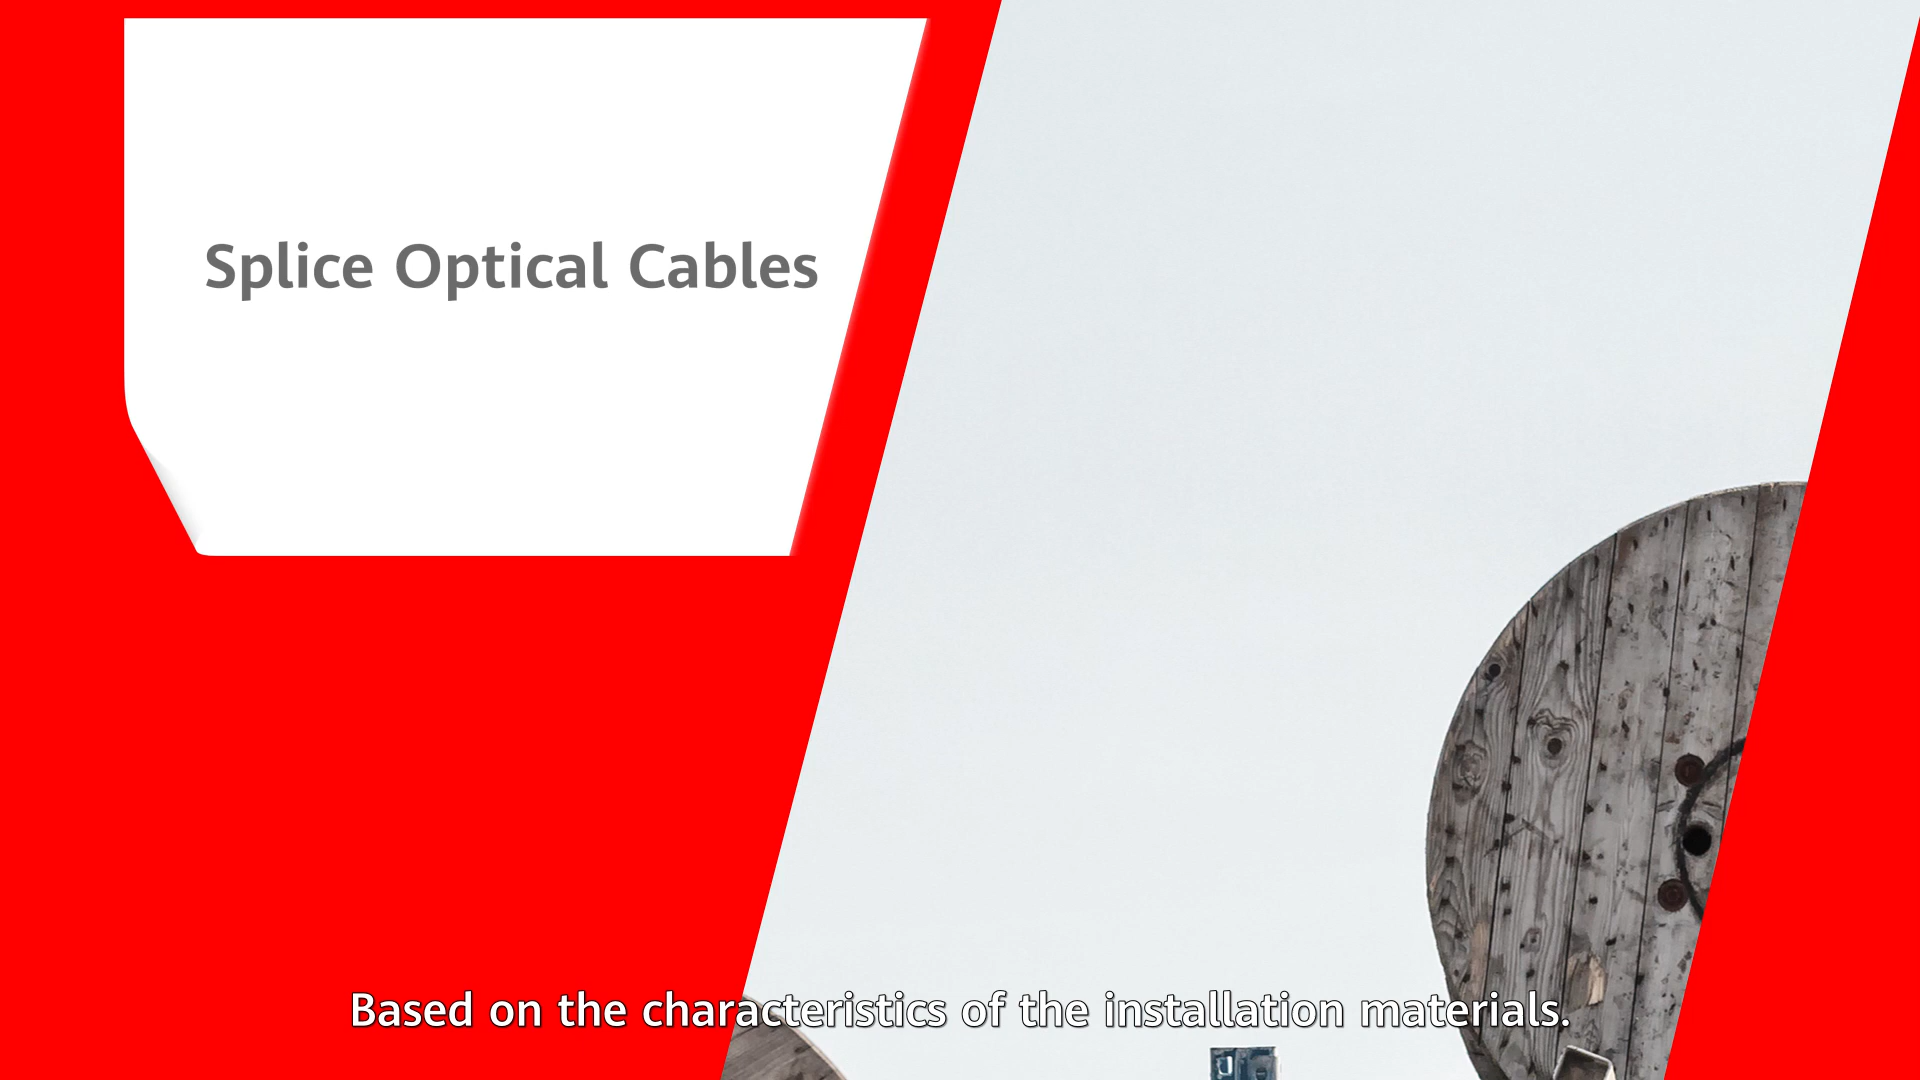 Splice Optical Cables
Based on the characteristics of the installation materials.